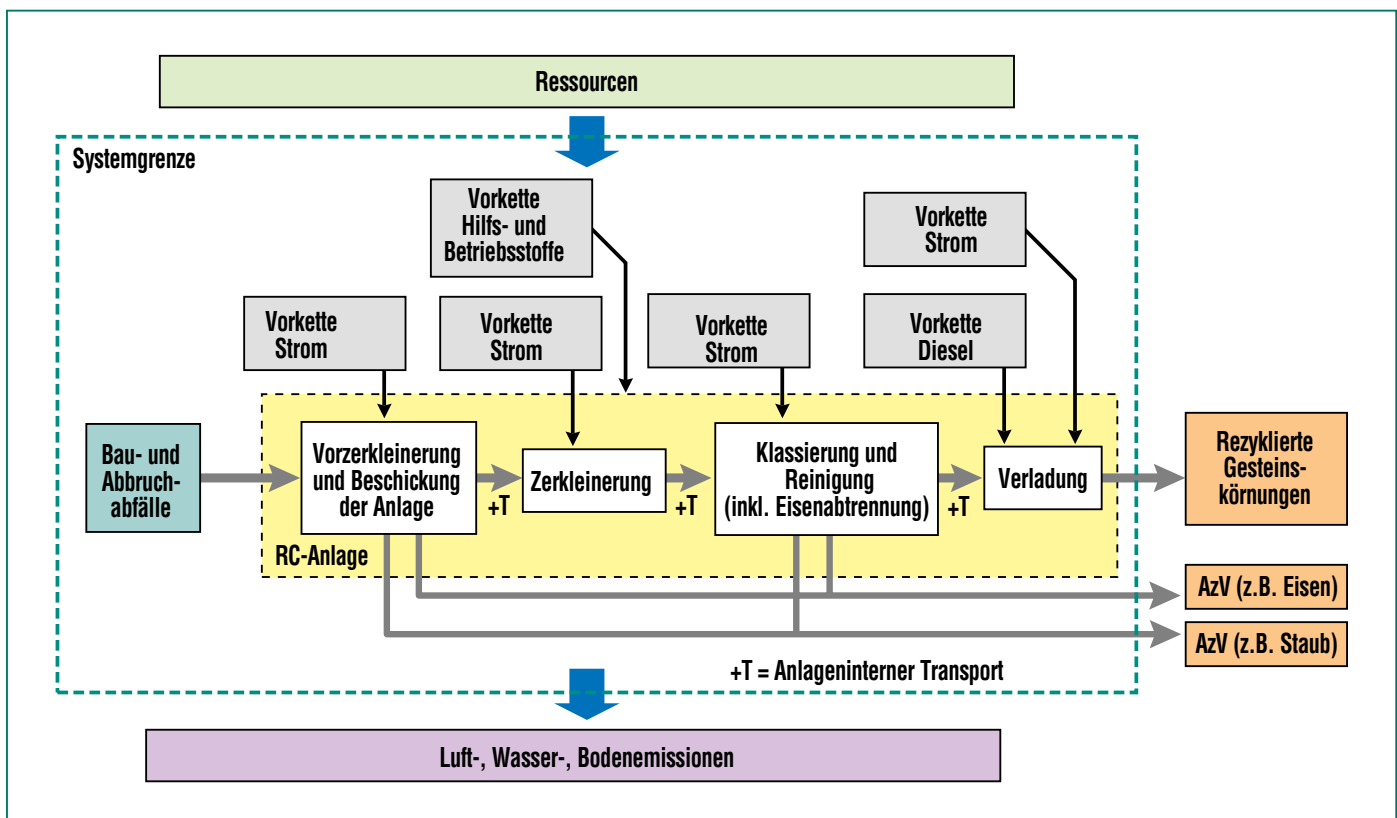 Ressourcen
Systemgrenze
Vorkette
Hilfs- und
Betriebsstoffe
Vorkette
Strom
Vorkette
Strom
Vorkette
Strom
Vorkette
Strom
Vorkette
Diesel
Bau- und
Abbruch-
abfälle
Vorzerkleinerung
und Beschickung
der Anlage
+T
Zerkleinerung
+T
Klassierung und
Reinigung
(inkl. Eisenabtrennung)
+T
Verladung
Rezyklierte
Gesteins-
körnungen
RC-Anlage
AzV (z.B. Eisen)
AzV (z.B. Staub)
+T = Anlageninterner Transport
Luft-, Wasser-, Bodenemissionen